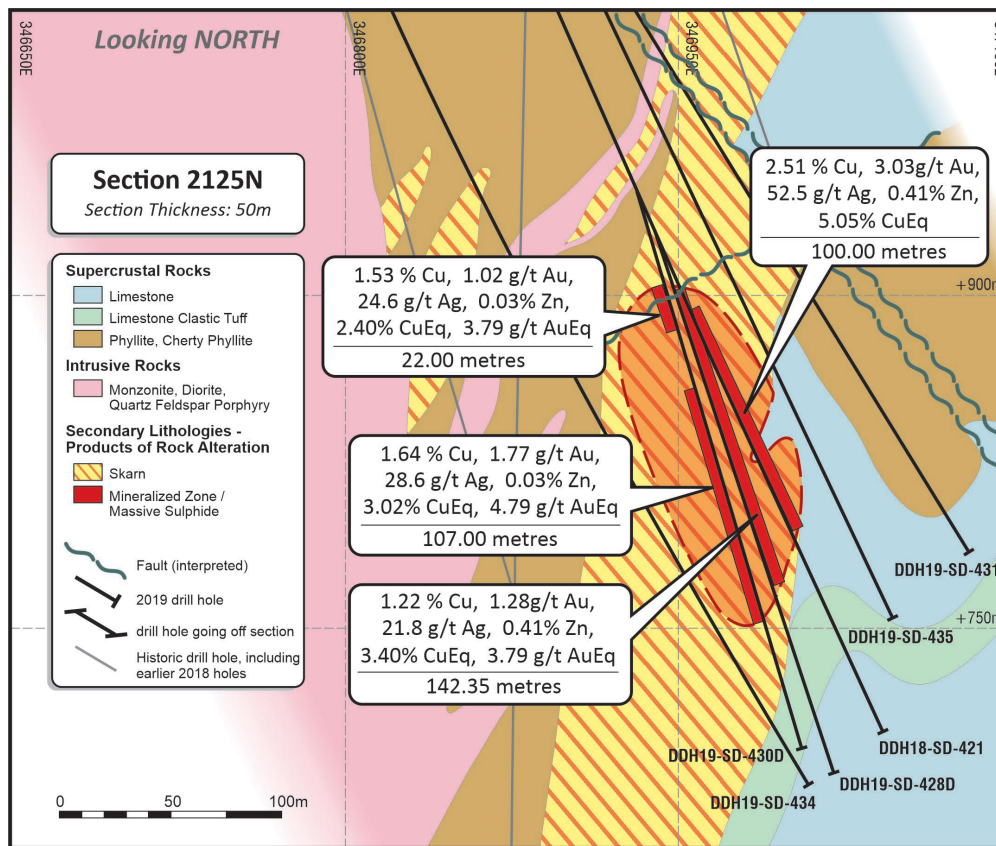 Looking NORTH
346650E
346800E
346950E
Section 2125N
Section Thickness: 50m
2.51 % Cu, 3.03g/t Au,
52.5 g/t Ag, 0.41% Zn,
5.05% CuEq
100.00 metres
Supercrustal Rocks
Limestone
Limestone Clastic Tuff
Phyllite, Cherty Phyllite
Intrusive Rocks
Monzonite, Diorite,
Quartz Feldspar Porphyry
Secondary Lithologies -
Products of Rock Alteration
Skarn
Mineralized Zone /
Massive Sulphide
Fault (interpreted)
2019 drill hole
drill hole going off section
Historic drill hole, including
earlier 2018 holes
1.53 % Cu, 1.02 g/t Au,
24.6 g/t Ag, 0.03% Zn,
2.40% CuEq, 3.79 g/t AuEq
22.00 metres
+900m
1.64 % Cu, 1.77 g/t Au,
28.6 g/t Ag, 0.03% Zn,
3.02% CuEq, 4.79 g/t AuEq
107.00 metres
1.22 % Cu, 1.28g/t Au,
21.8 g/t Ag, 0.41% Zn,
3.40% CuEq, 3.79 g/t AuEq
142.35 metres
DDH19-SD-431
+750m
DDH19-SD-435
DDH18-SD-421
DDH19-SD-430D
DDH19-SD-428D
DDH19-SD-434
0 50 100m